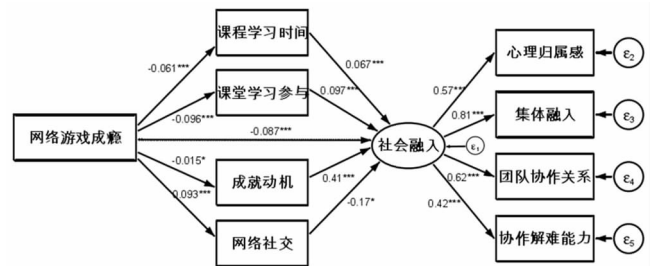 课程学习时间
-0.061***
0.067***
心理归属感
ε2
课堂学习参与
0.097***
0.57***
-0.096***
集体融入
ε3
0.81***
-0.087***
网络游戏成瘾
社会融入
ε1
-0.015*
成就动机
0.41***
0.62***
团队协作关系
ε4
0.093***
-0.17*
0.42***
网络社交
协作解难能力
ε5